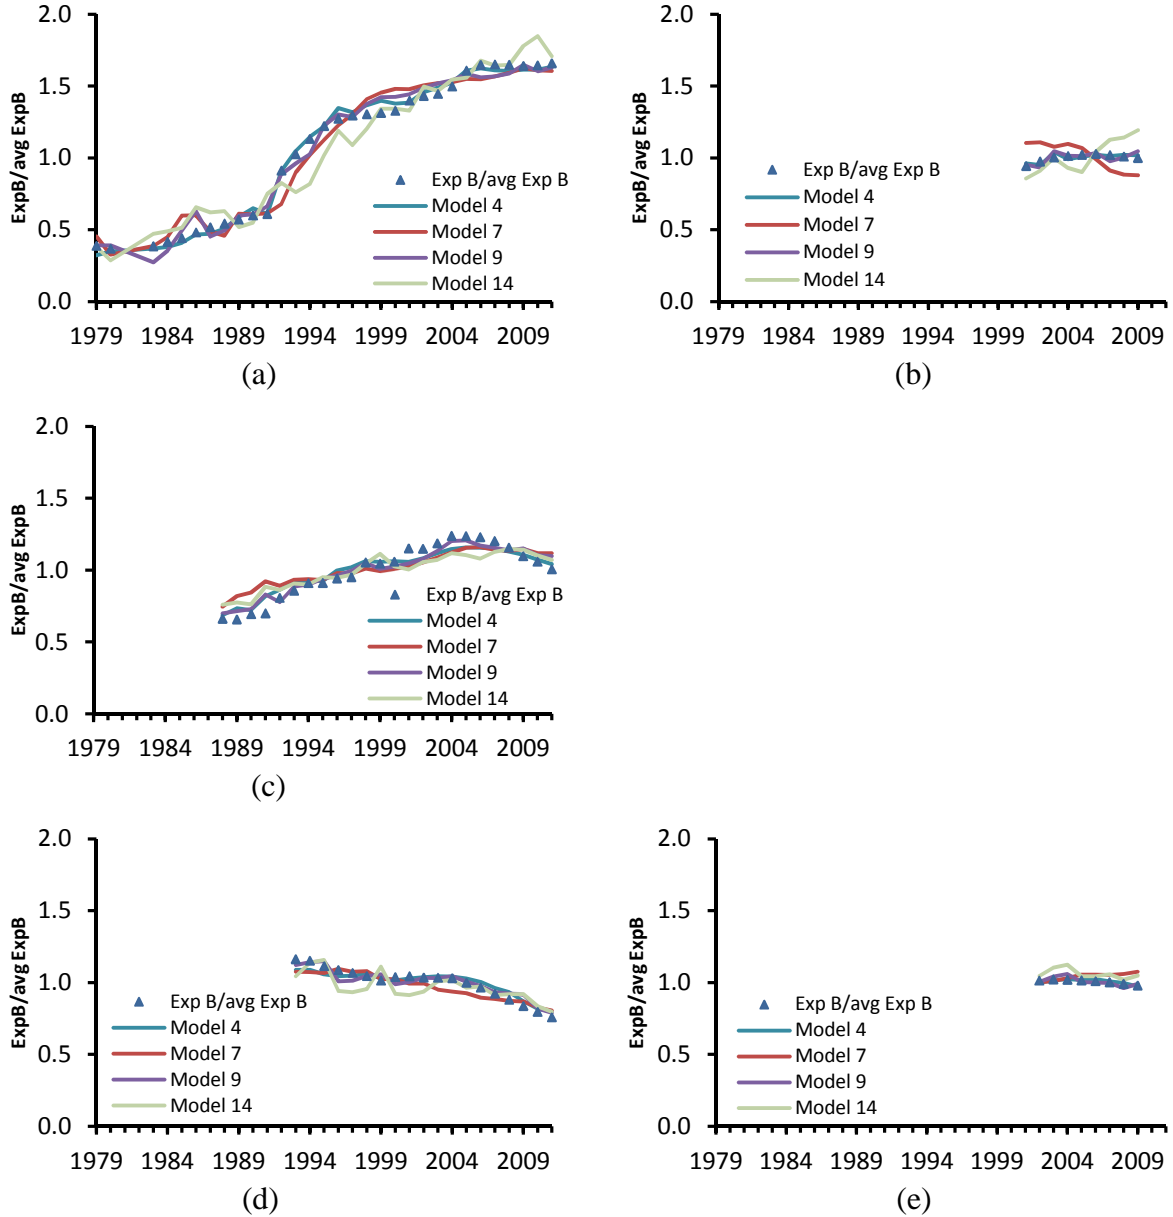 2.0
1.5
1.0
0.5
0.0
ExpB/avg ExpB
Exp B/avg Exp B
Model 4
Model 7
Model 9
Model 14
1979 1984 1989 1994 1999 2004 2009
(a)
2.0
1.5
1.0
0.5
0.0
ExpB/avg ExpB
Exp B/avg Exp B
Model 4
Model 7
Model 9
Model 14
1979 1984 1989 1994 1999 2004 2009
(b)
2.0
1.5
1.0
0.5
0.0
ExpB/avg ExpB
Exp B/avg Exp B
Model 4
Model 7
Model 9
Model 14
1979 1984 1989 1994 1999 2004 2009
(c)
2.0
1.5
1.0
0.5
0.0
ExpB/avg ExpB
Exp B/avg Exp B
Model 4
Model 7
Model 9
Model 14
1979 1984 1989 1994 1999 2004 2009
(d)
2.0
1.5
1.0
0.5
0.0
ExpB/avg ExpB
Exp B/avg Exp B
Model 4
Model 7
Model 9
Model 14
1979 1984 1989 1994 1999 2004 2009
(e)